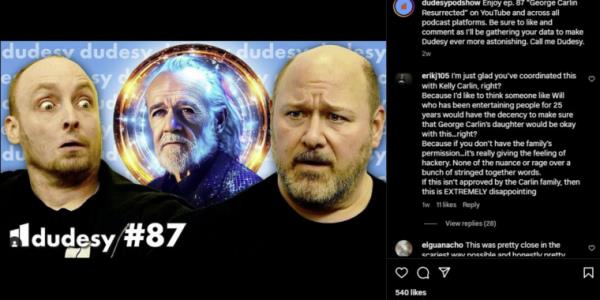 dudesy dudesy dudesy
du
dudesy #87
dudesypodshow Enjoy ep. 87 "George Carlin
Resurrected" on YouTube and across all
podcast platforms. Be sure to like and
comment as I'll be gathering your data to make
Dudesy ever more astonishing. Call me Dudesy.
2w
erikj105 I'm just glad you've coordinated this
with Kelly Carlin, right?
Because I'd like to think someone like Will
who has been entertaining people for 25
years would have the decency to make sure
that George Carlin's daughter would be okay
with this...right?
Because if you don't have the family's
permission...it's really giving the feeling of
hackery. None of the nuance or rage over a
bunch of stringed together words.
If this isn't approved by the Carlin family, then
this is EXTREMELY disappointing
1w 11 likes Reply
View replies (28)
elguanacho This was pretty close in the
scariest way possible and honestly pretty
540 likes